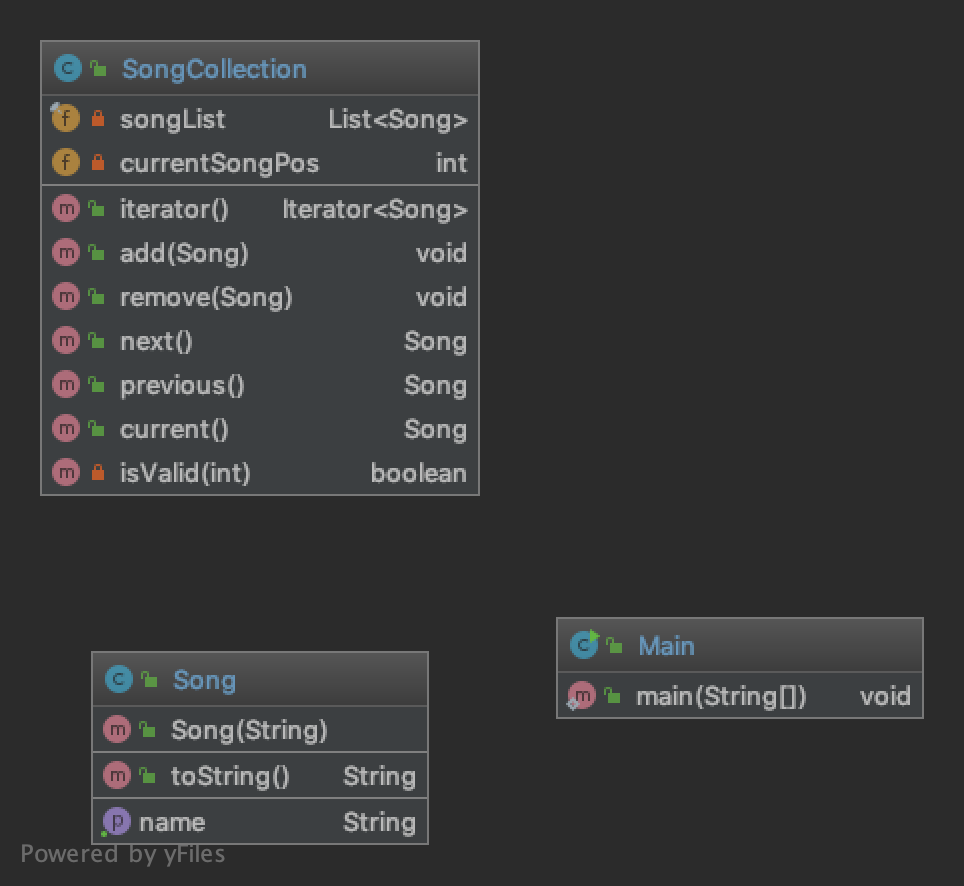 SongCollection
songList List<Song>
currentSongPos int
iterator() Iterator<Song>
add(Song) void
remove(Song) void
next() Song
previous() Song
current() Song
isValid(int) boolean
Song
Song(String)
toString() String
name String
Main
main(String[]) void
Powered by yFiles